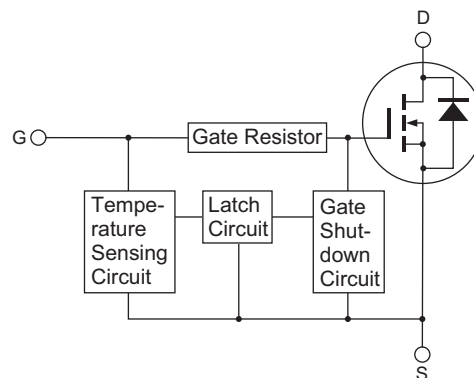 D
G
Gate Resistor
Tempe-
rature
Sensing
Circuit
Latch
Circuit
Gate
Shut-
down
Circuit
S